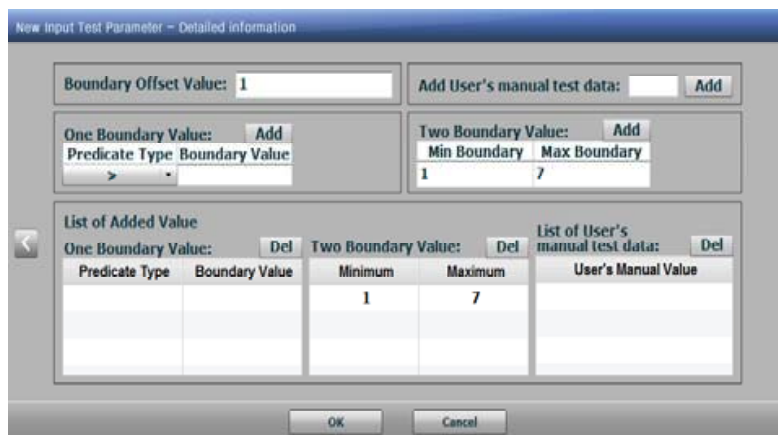 New Input Test Parameter - Detailed information
Boundary Offset Value: 1
Add User's manual test data: Add
One Boundary Value: Add
Predicate Type Boundary Value
>
Two Boundary Value: Add
Min Boundary Max Boundary
1 7
List of Added Value
One Boundary Value: Del
Predicate Type Boundary Value
Two Boundary Value: Del
Minimum Maximum
1 7
List of User's
manual test data: Del
User's Manual Value
OK Cancel